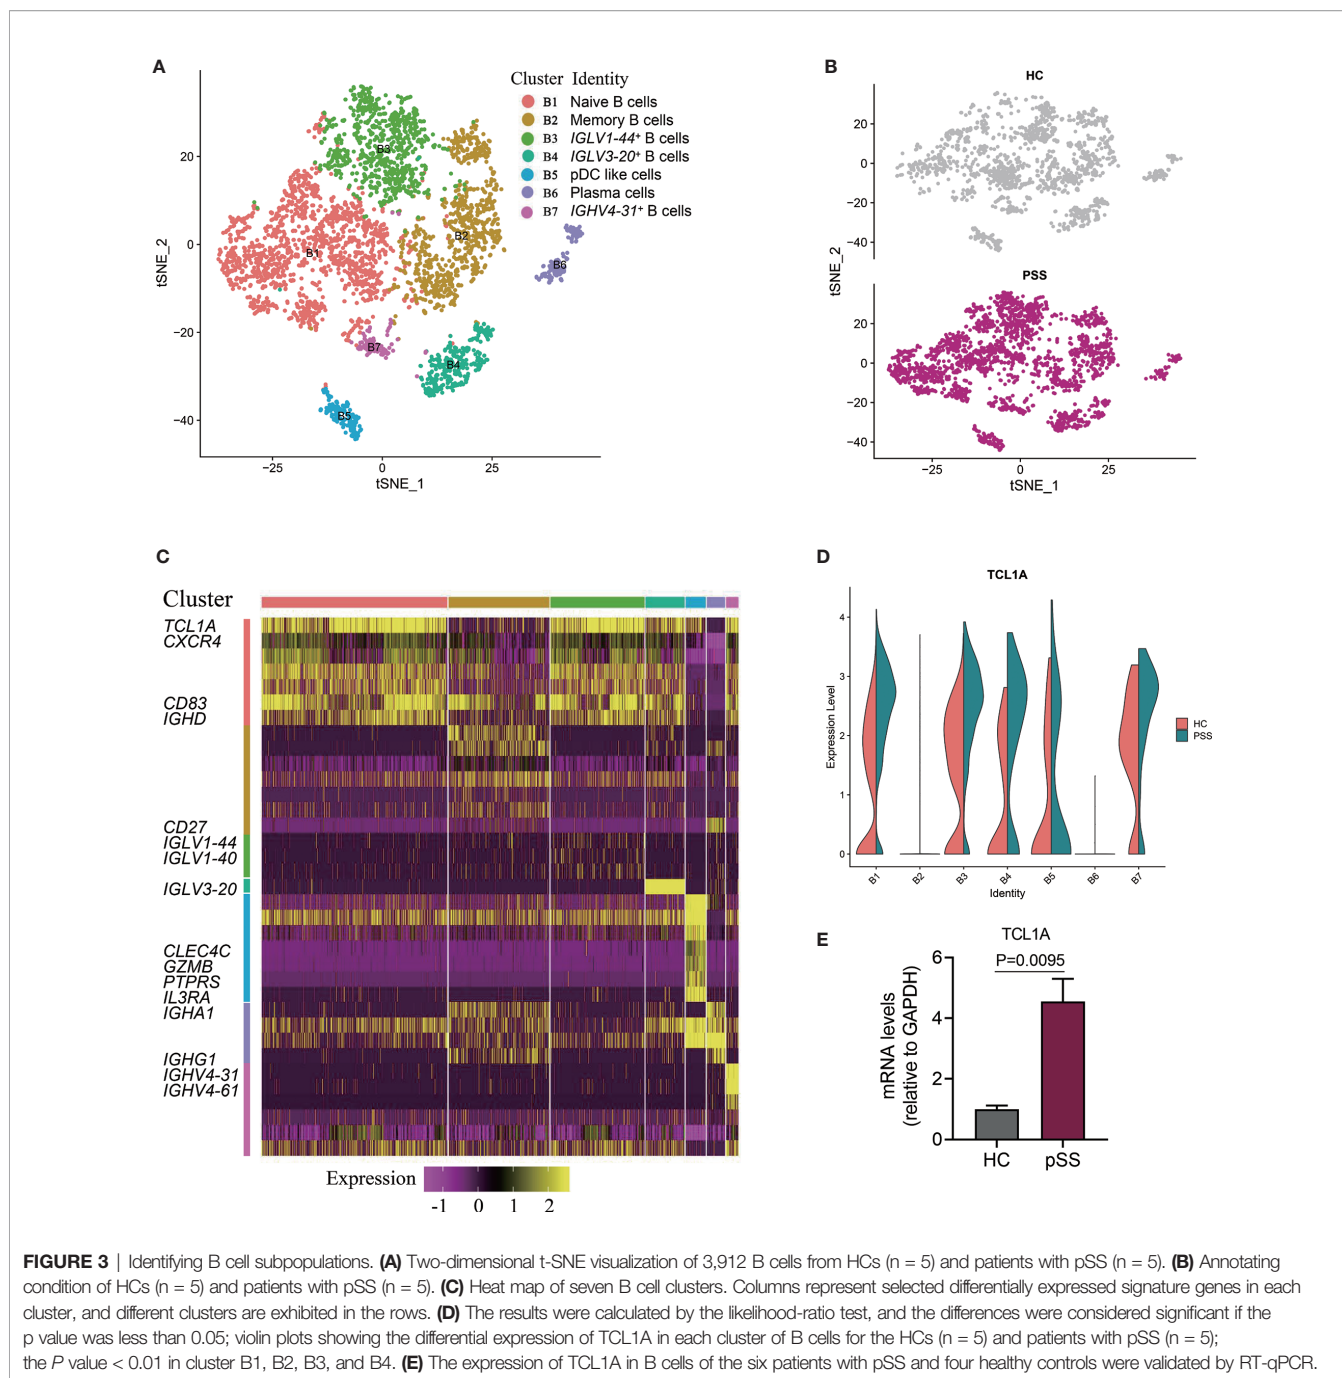 A
Cluster Identity
B1 Naive B cells
B2 Memory B cells
B3 IGLV1-44+ B cells
B4 IGLV3-20+ B cells
B5 pDC like cells
B6 Plasma cells
B7 IGHV4-31+ B cells
B3
B2
B1
B6
B7
B4
B5
20
0
−20
−40
tSNE_2
−25 0 25
tSNE_1
B
HC
20
0
−20
−40
tSNE_2
PSS
20
0
−20
−40
−25 0 25
tSNE_1
C
Cluster
TCL1A
CXCR4
CD83
IGHD
CD27
IGLV1-44
IGLV1-40
IGLV3-20
CLEC4C
GZMB
PTPRS
IL3RA
IGHA1
IGHG1
IGHV4-31
IGHV4-61
Expression
-1 0 1 2
D
TCL1A
4
3
2
1
0
Expression Level
B1 B2 B3 B4 B5 B6 B7
Identity
HC
PSS
E
TCL1A
P=0.0095
6
4
2
0
mRNA levels
(relative to GAPDH)
HC pSS
FIGURE 3 | Identifying B cell subpopulations. (A) Two-dimensional t-SNE visualization of 3,912 B cells from HCs (n = 5) and patients with pSS (n = 5). (B) Annotating
condition of HCs (n = 5) and patients with pSS (n = 5). (C) Heat map of seven B cell clusters. Columns represent selected differentially expressed signature genes in each
cluster, and different clusters are exhibited in the rows. (D) The results were calculated by the likelihood-ratio test, and the differences were considered significant if the
p value was less than 0.05; violin plots showing the differential expression of TCL1A in each cluster of B cells for the HCs (n = 5) and patients with pSS (n = 5);
the P value < 0.01 in cluster B1, B2, B3, and B4. (E) The expression of TCL1A in B cells of the six patients with pSS and four healthy controls were validated by RT-qPCR.